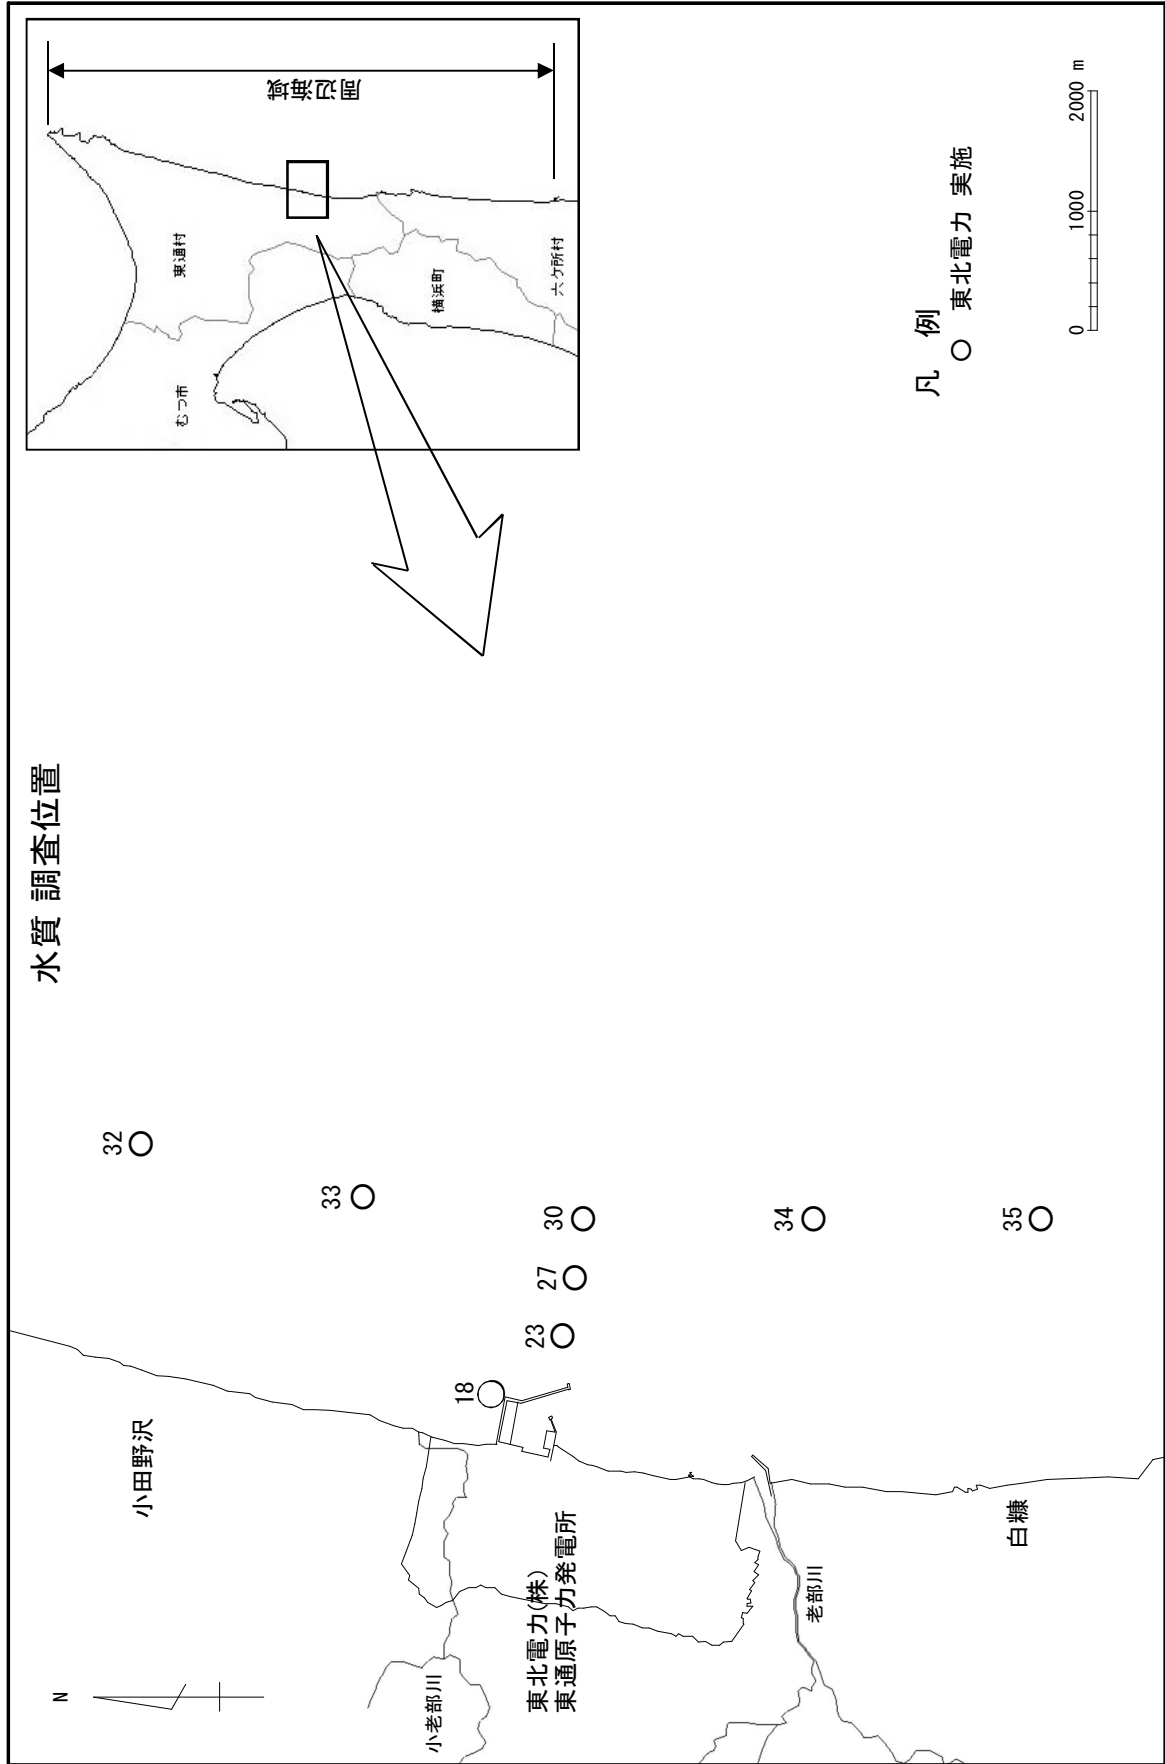 水質 調査位置
N
小田野沢
小老部川
東北電力(株)
東通原子力発電所
老部川
白糠
18
23
27
30
32
33
34
35
むつ市
東通村
横浜町
六ケ所村
周辺海域
凡 例
○ 東北電力 実施
0 1000 2000 m